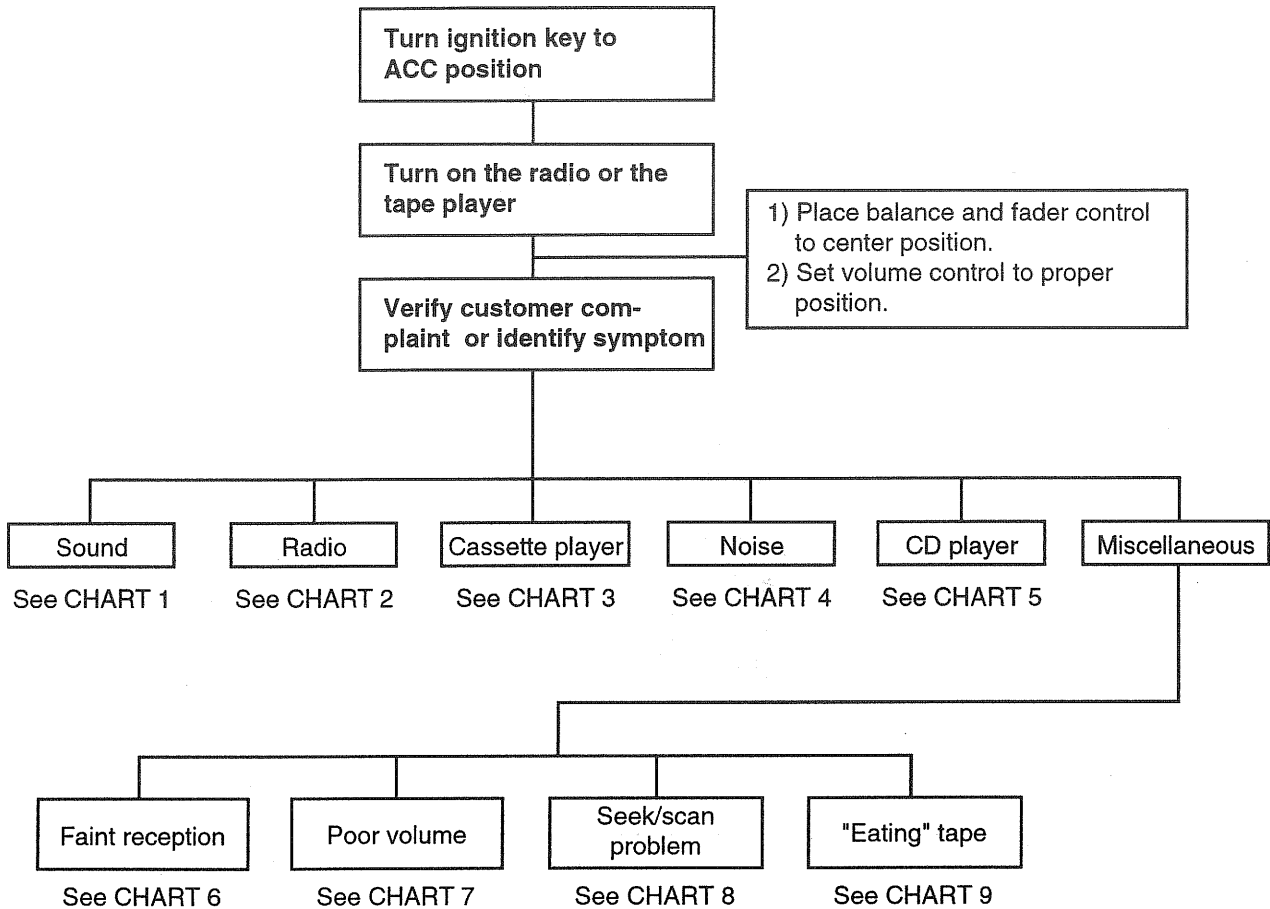 Turn ignition key to
ACC position
Turn on the radio or the
tape player
1) Place balance and fader control
to center position.
2) Set volume control to proper
position.
Verify customer com-
plaint or identify symptom
Sound
Radio
Cassette player
Noise
CD player
Miscellaneous
See CHART 1
See CHART 2
See CHART 3
See CHART 4
See CHART 5
Faint reception
Poor volume
Seek/scan
problem
"Eating" tape
See CHART 6
See CHART 7
See CHART 8
See CHART 9